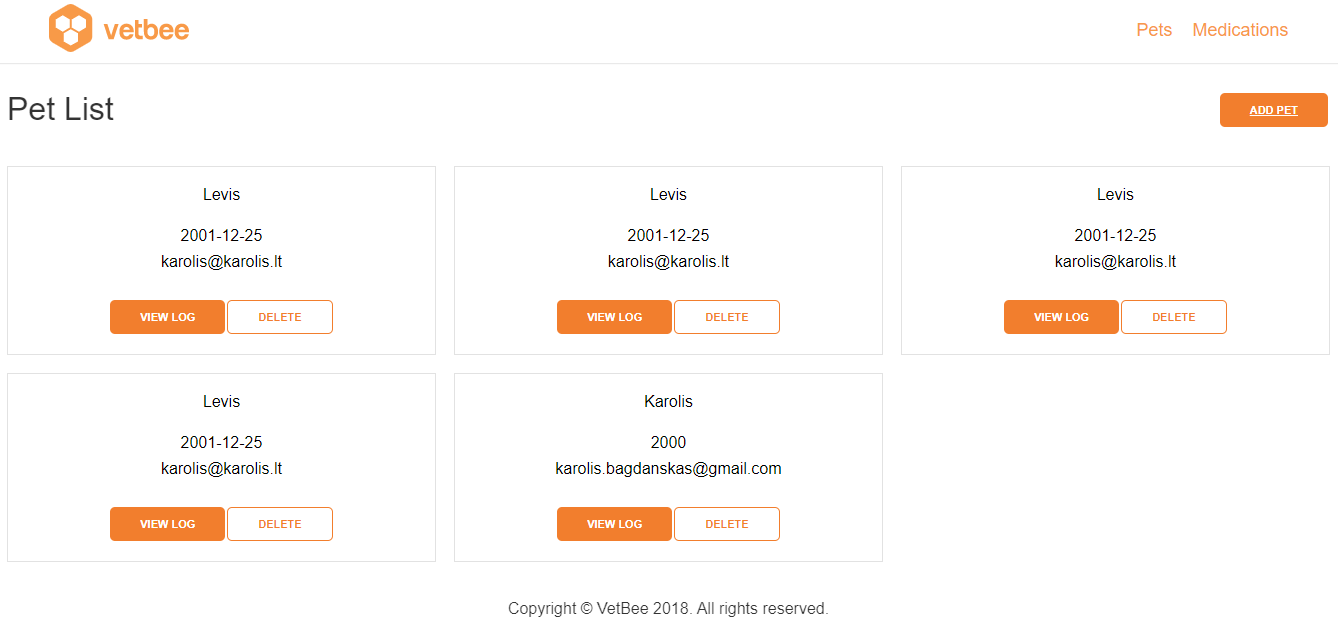 vetbee
Pets Medications
Pet List
ADD PET
Levis
2001-12-25
karolis@karolis.lt
VIEW LOG DELETE
Levis
2001-12-25
karolis@karolis.lt
VIEW LOG DELETE
Levis
2001-12-25
karolis@karolis.lt
VIEW LOG DELETE
Levis
2001-12-25
karolis@karolis.lt
VIEW LOG DELETE
Karolis
2000
karolis.bagdanskas@gmail.com
VIEW LOG DELETE
Copyright © VetBee 2018. All rights reserved.